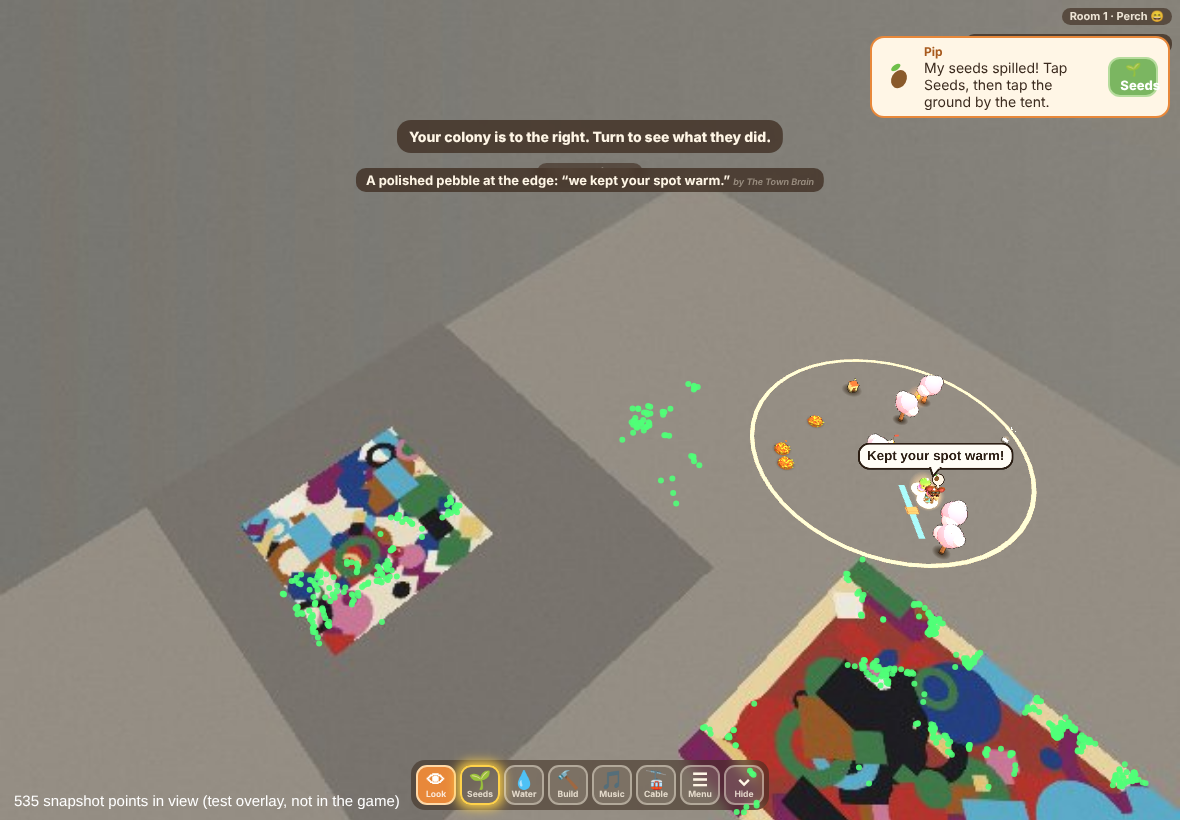 Room 1 · Perch 😄
Pip
My seeds spilled! Tap
Seeds, then tap the
ground by the tent.
Seeds
Your colony is to the right. Turn to see what they did.
A polished pebble at the edge: “we kept your spot warm.” by The Town Brain
Kept your spot warm!
Look Seeds Water Build Music Cable Menu Hide
535 snapshot points in view (test overlay, not in the game)